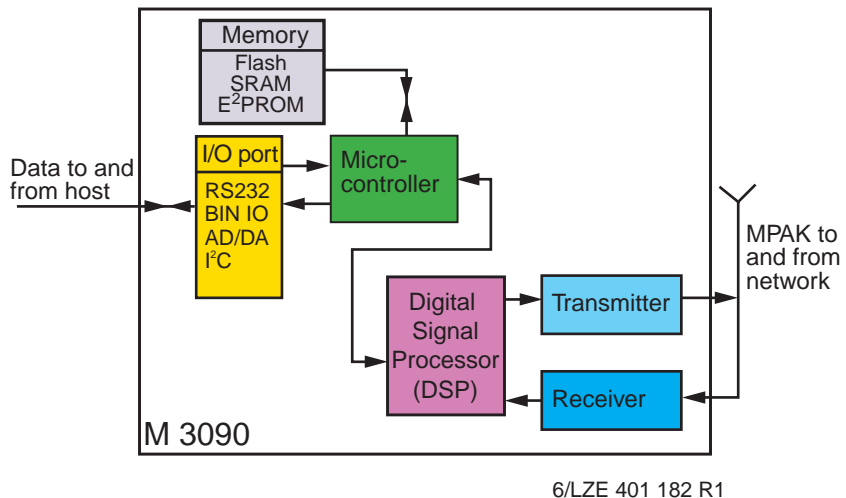 Memory
Flash
SRAM
E²PROM
I/O port
RS232
BIN IO
AD/DA
I²C
Micro-
controller
Data to and
from host
MPAK to
and from
network
Digital
Signal
Processor
(DSP)
Transmitter
Receiver
M 3090
6/LZE 401 182 R1